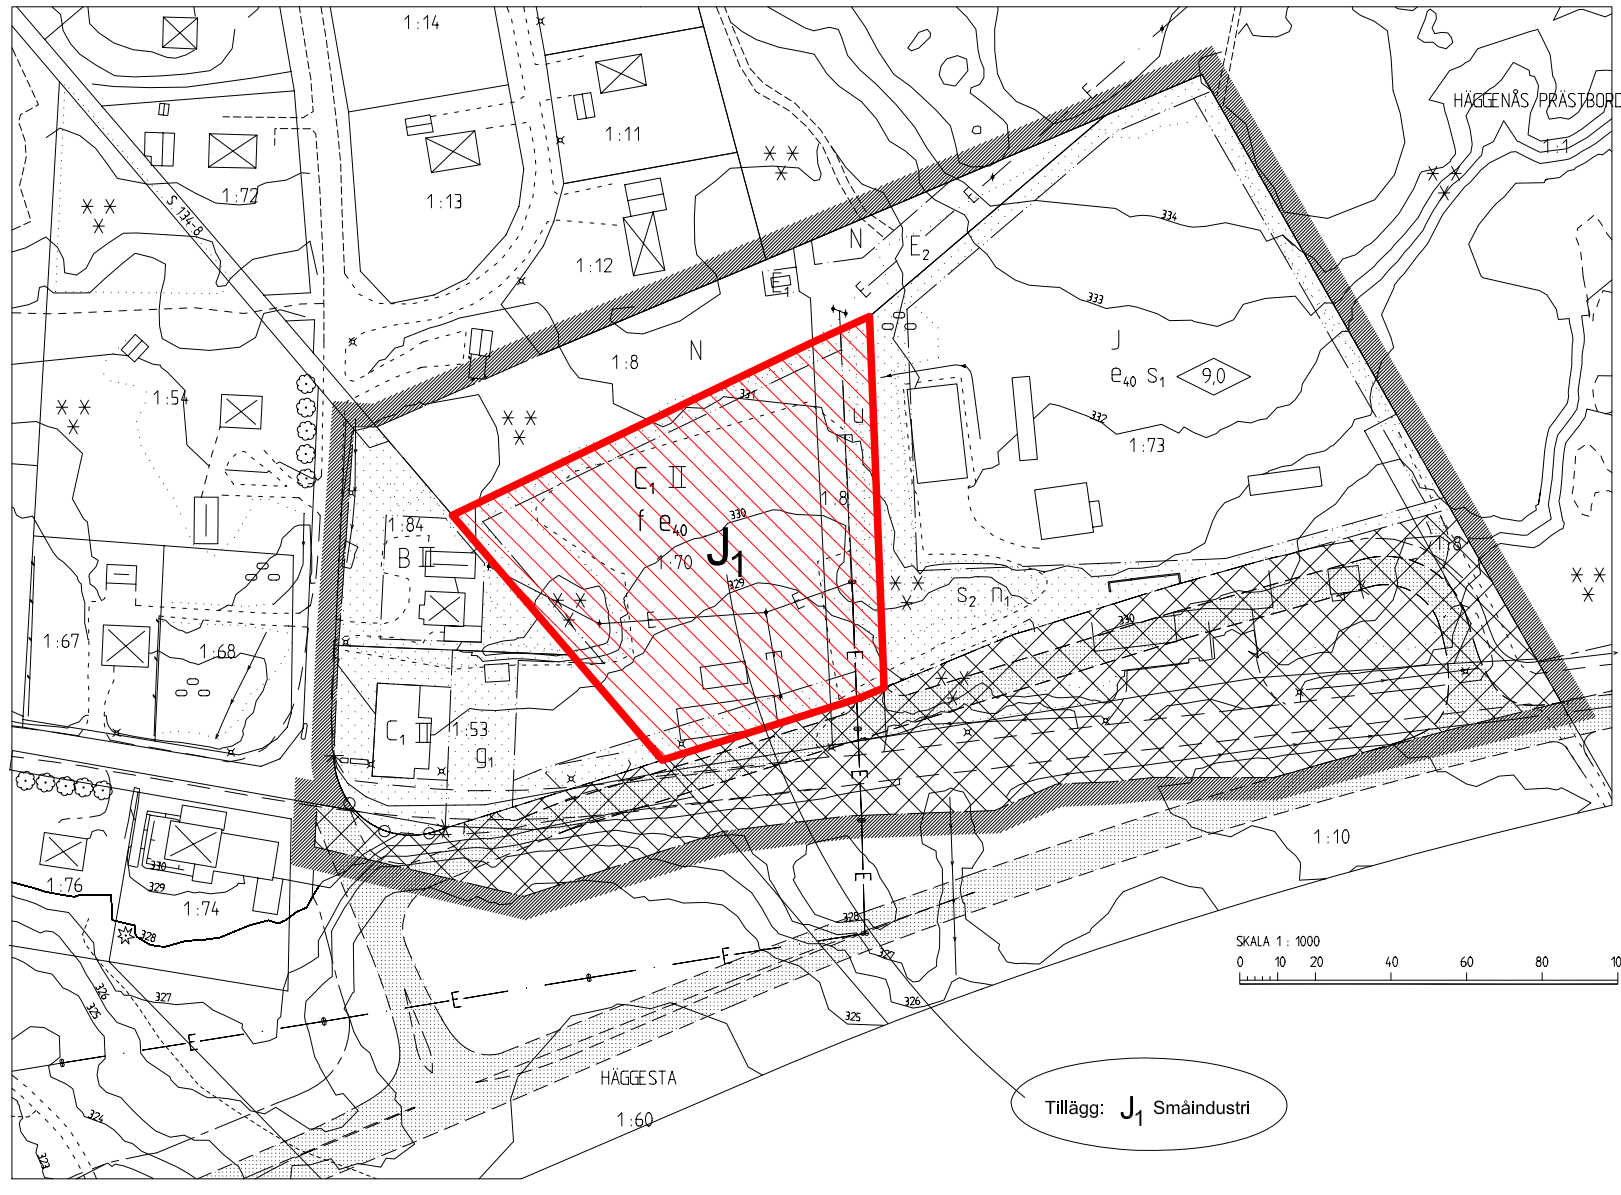 1:14
HÄGGENÅS PRÄSTBORD
1:11
1:1
1:72
1:13
S 134-8
334
N
E₂
E
E
E
1:12
E₁
333
1:8
N
J
e₄₀ s₁
9,0
1:54
331
332
1:73
U
C₁ II
f e₄₀
1:8
330
J₁
1:70
329
1:84
B II
1:8
E
E
s₂ n₁
330
1:67
1:68
E
E
C₁ II
1:53
g₁
E
1:10
330
329
1:76
1:74
328
E
328
327
326
325
SKALA 1 : 1000
0 10 20 40 60 80 10
E
326
325
327
E
E
324
323
HÄGGESTA
1:60
Tillägg: J₁ Småindustri